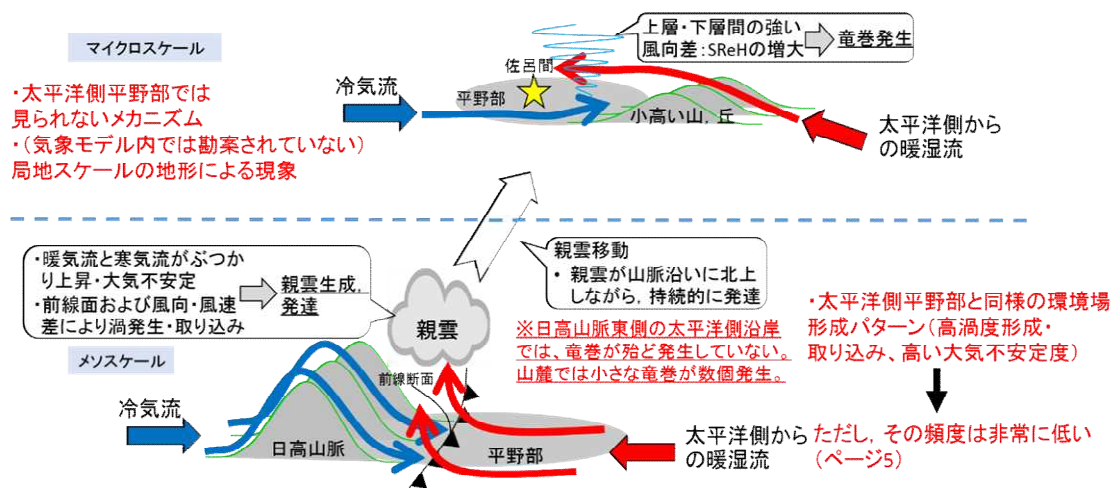 マイクロスケール
・太平洋側平野部では
見られないメカニズム
・（気象モデル内では勘案されていない）
局地スケールの地形による現象
冷気流
平野部
佐呂間
上層・下層間の強い
風向差：SReHの増大
竜巻発生
小高い山，丘
太平洋側から
の暖湿流
・暖気流と寒気流がぶつか
り上昇・大気不安定
・前線面および風向・風速
差により渦発生・取り込み
親雲生成，
発達
親雲移動
・ 親雲が山脈沿いに北上
しながら，持続的に発達
メソスケール
冷気流
日高山脈
前線断面
親雲
平野部
※日高山脈東側の太平洋側沿岸
では、竜巻が殆ど発生していない。
山麓では小さな竜巻が数個発生。
太平洋側から
の暖湿流
・太平洋側平野部と同様の環境場
形成パターン（高渦度形成・
取り込み、高い大気不安定度）
ただし，その頻度は非常に低い
（ページ5）